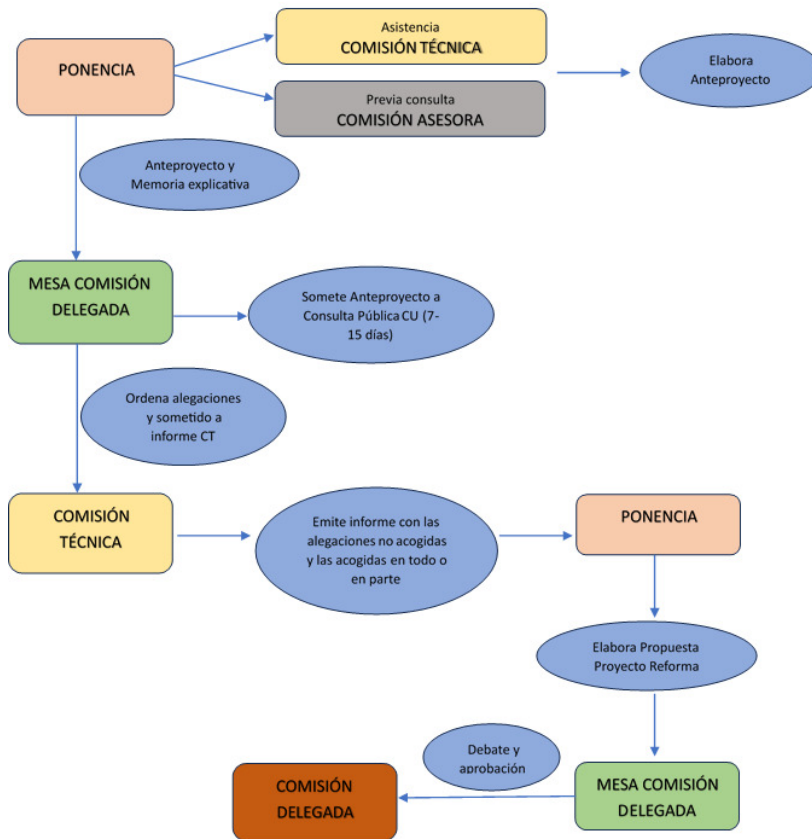 Asistencia
COMISIÓN TÉCNICA
PONENCIA
Elabora
Anteproyecto
Previa consulta
COMISIÓN ASESORA
Anteproyecto y
Memoria explicativa
MESA COMISIÓN
DELEGADA
Somete Anteproyecto a
Consulta Pública CU (7-
15 días)
Ordena alegaciones
y sometido a
informe CT
COMISIÓN
TÉCNICA
Emite informe con las
alegaciones no acogidas
y las acogidas en todo o
en parte
PONENCIA
Elabora Propuesta
Proyecto Reforma
Debate y
aprobación
COMISIÓN
DELEGADA
MESA COMISIÓN
DELEGADA